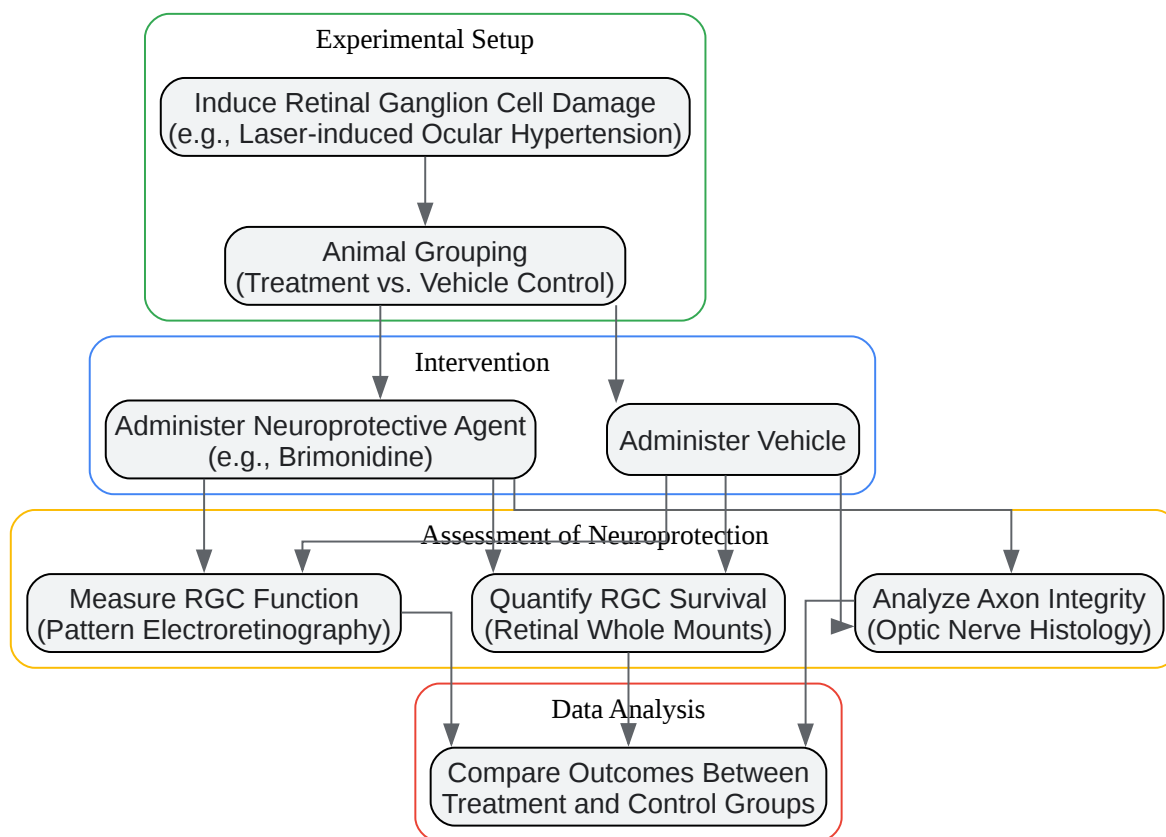 Experimental Setup
Induce Retinal Ganglion Cell Damage
(e.g., Laser-induced Ocular Hypertension)
Animal Grouping
(Treatment vs. Vehicle Control)
Intervention
Administer Neuroprotective Agent
(e.g., Brimonidine)
Administer Vehicle
Assessment of Neuroprotection
Measure RGC Function
(Pattern Electroretinography)
Quantify RGC Survival
(Retinal Whole Mounts)
Analyze Axon Integrity
(Optic Nerve Histology)
Data Analysis
Compare Outcomes Between
Treatment and Control Groups